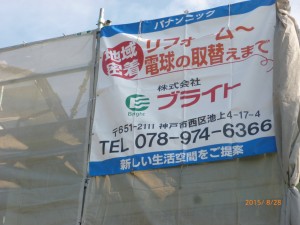 パナンニック
地域密着
リフォーム〜
電球の取替えまで
株式会社
ブライト
Bright
〒651-2111 神戸市西区池上4-17-4
TEL 078-974-6366
新しい生活空間をご提案
2015/8/28